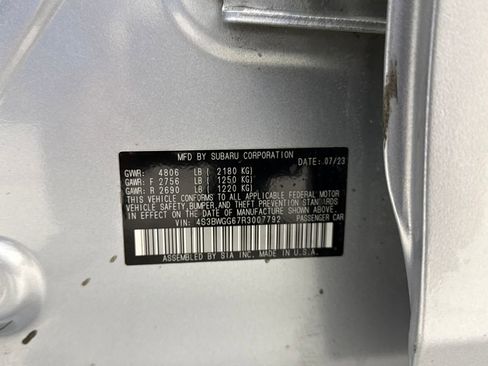 MFD BY SUBARU CORPORATION
DATE: 07/23
GVWR: 4806 LB ( 2180 KG)
GAWR: F 2756 LB ( 1250 KG)
GAWR: R 2690 LB ( 1220 KG)
THIS VEHICLE CONFORMS TO ALL APPLICABLE FEDERAL MOTOR
VEHICLE SAFETY,BUMPER,AND THEFT PREVENTION STANDARDS
IN EFFECT ON THE DATE OF MANUFACTURE SHOWN ABOVE.
VIN: 4S3BWGG67R3007792 PASSENGER CAR
ASSEMBLED BY SIA INC. MADE IN U.S.A.